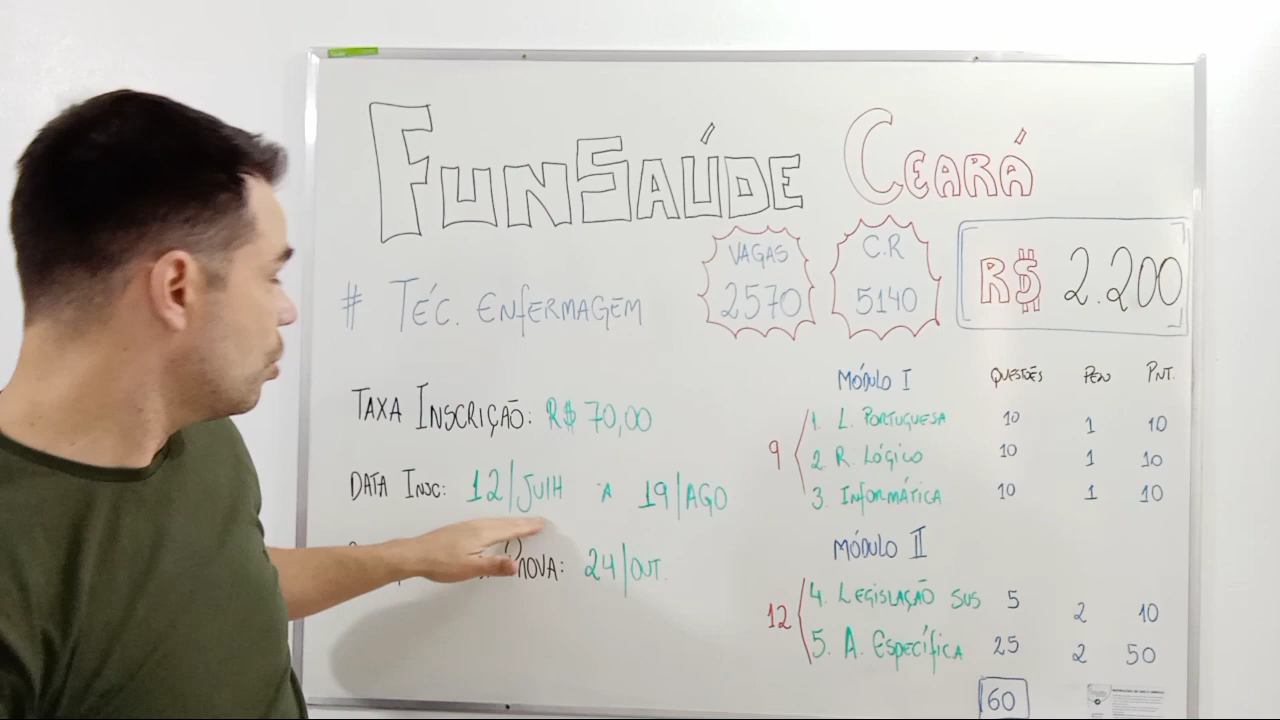 FunSaúde Ceará
# Téc. Enfermagem
VAGAS
2570
C.R
5140
R$ 2.200
Taxa Inscrição: R$ 70,00
Data Insc: 12/Julh a 19/Ago
Prova: 24/Out.
Módulo I Questões Peso Pnt.
9
1. L. Portuguesa 10 1 10
2. R. Lógico 10 1 10
3. Informática 10 1 10
Módulo II
12
4. Legislação SUS 5 2 10
5. A. Específica 25 2 50
60